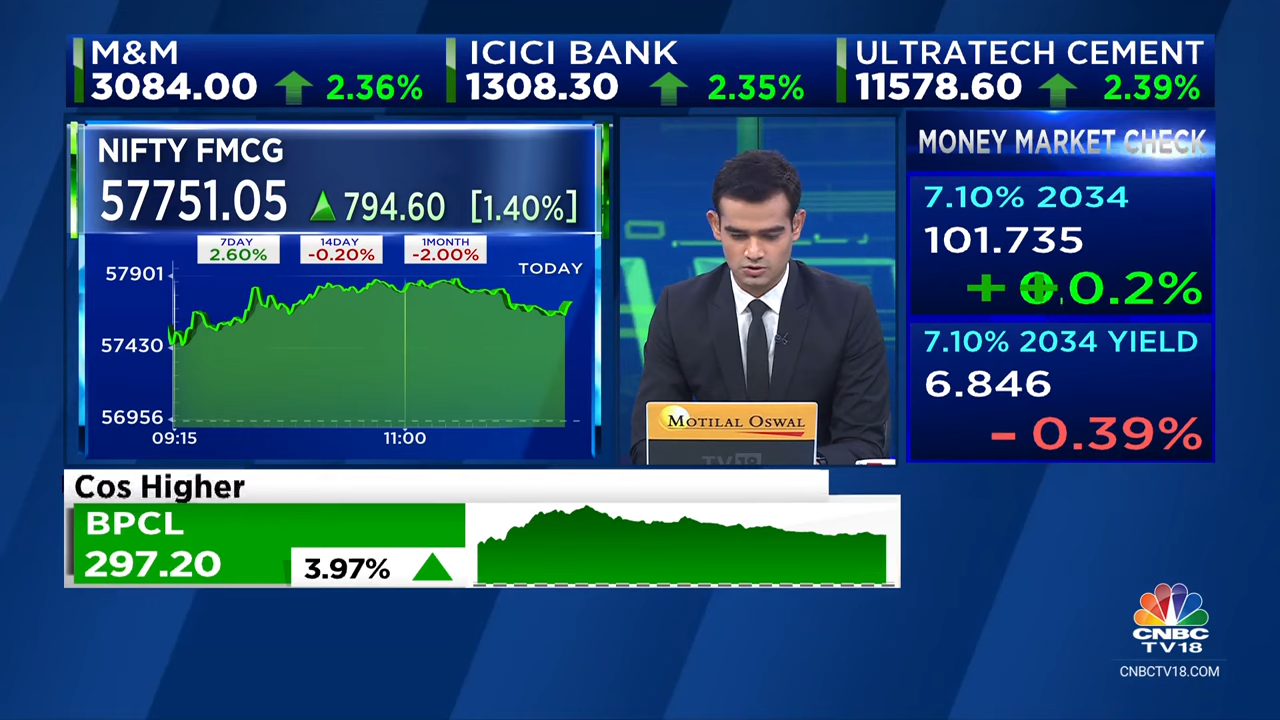 M&M
3084.00 2.36%
ICICI BANK
1308.30 2.35%
ULTRATECH CEMENT
11578.60 2.39%
NIFTY FMCG
57751.05 794.60 [1.40%]
7DAY
2.60%
14DAY
-0.20%
1MONTH
-2.00%
TODAY
57901
57430
56956
09:15 11:00
MOTILAL OSWAL
TV18
MONEY MARKET CHECK
7.10% 2034
101.735
7.10% 2034 YIELD
6.846
- 0.39%
Cos Higher
BPCL
297.20
3.97%
CNBC
TV18
CNBCTV18.COM